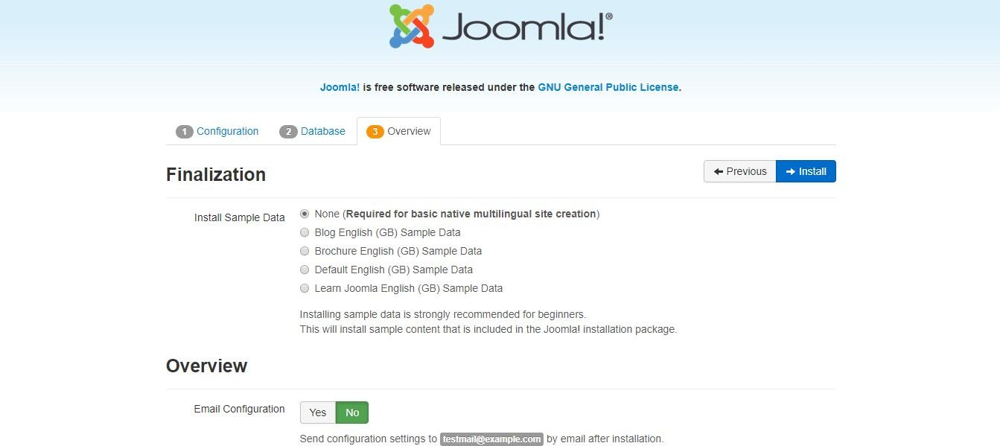 Joomla!®
Joomla! is free software released under the GNU General Public License.
1 Configuration 2 Database 3 Overview
Finalization
Previous Install
Install Sample Data
None (Required for basic native multilingual site creation)
Blog English (GB) Sample Data
Brochure English (GB) Sample Data
Default English (GB) Sample Data
Learn Joomla English (GB) Sample Data
Installing sample data is strongly recommended for beginners.
This will install sample content that is included in the Joomla! installation package.
Overview
Email Configuration
Yes No
Send configuration settings to testmail@example.com by email after installation.